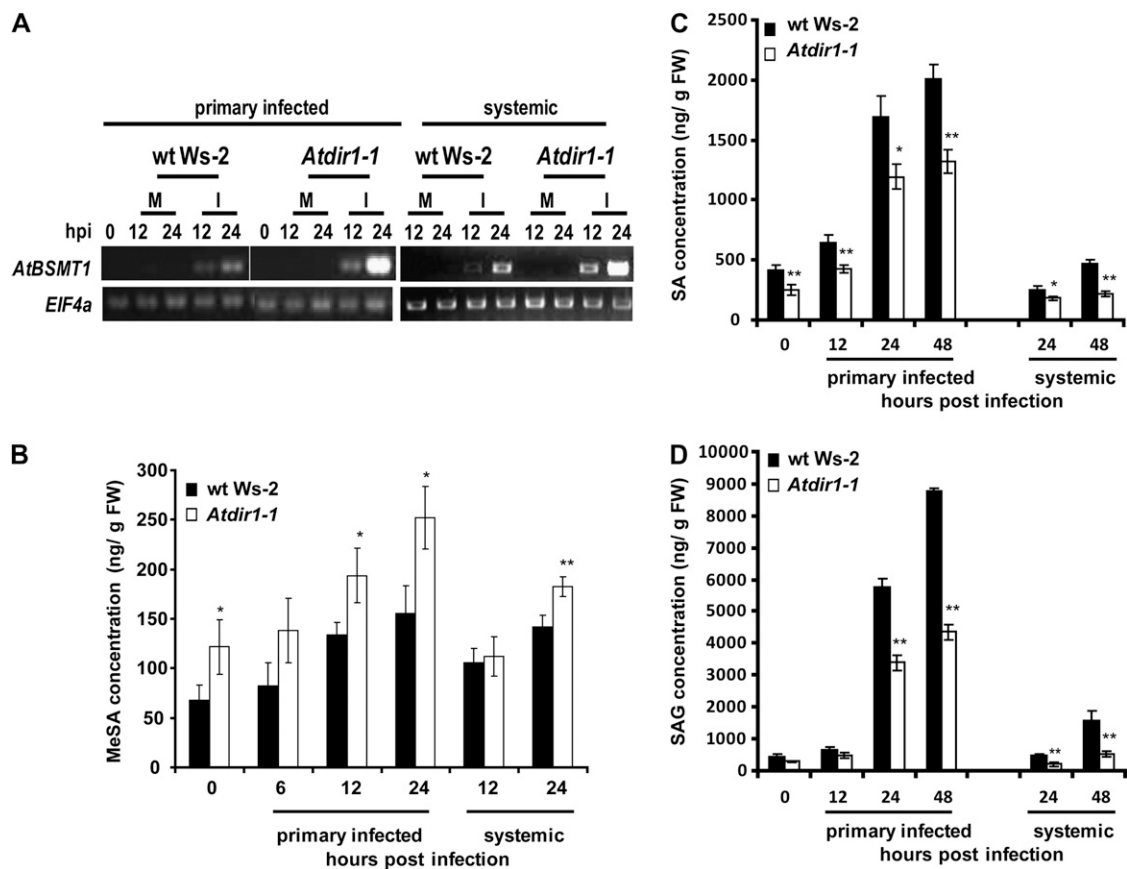 A
primary infected systemic
wt Ws-2 Atdir1-1 wt Ws-2 Atdir1-1
M I M I M I M I
hpi 0 12 24 12 24 0 12 24 12 24 12 24 12 24 12 24 12 24
AtBSMT1
EIF4a
B
MeSA concentration (ng/ g FW)
300
250
200
150
100
50
0
wt Ws-2
Atdir1-1
* * * **
0 6 12 24 12 24
primary infected systemic
hours post infection
C
SA concentration (ng/ g FW)
2500
2000
1500
1000
500
0
wt Ws-2
Atdir1-1
** ** * ** * **
0 12 24 48 24 48
primary infected systemic
hours post infection
D
SAG concentration (ng/ g FW)
10000
9000
8000
7000
6000
5000
4000
3000
2000
1000
0
wt Ws-2
Atdir1-1
** ** ** **
0 12 24 48 24 48
primary infected systemic
hours post infection